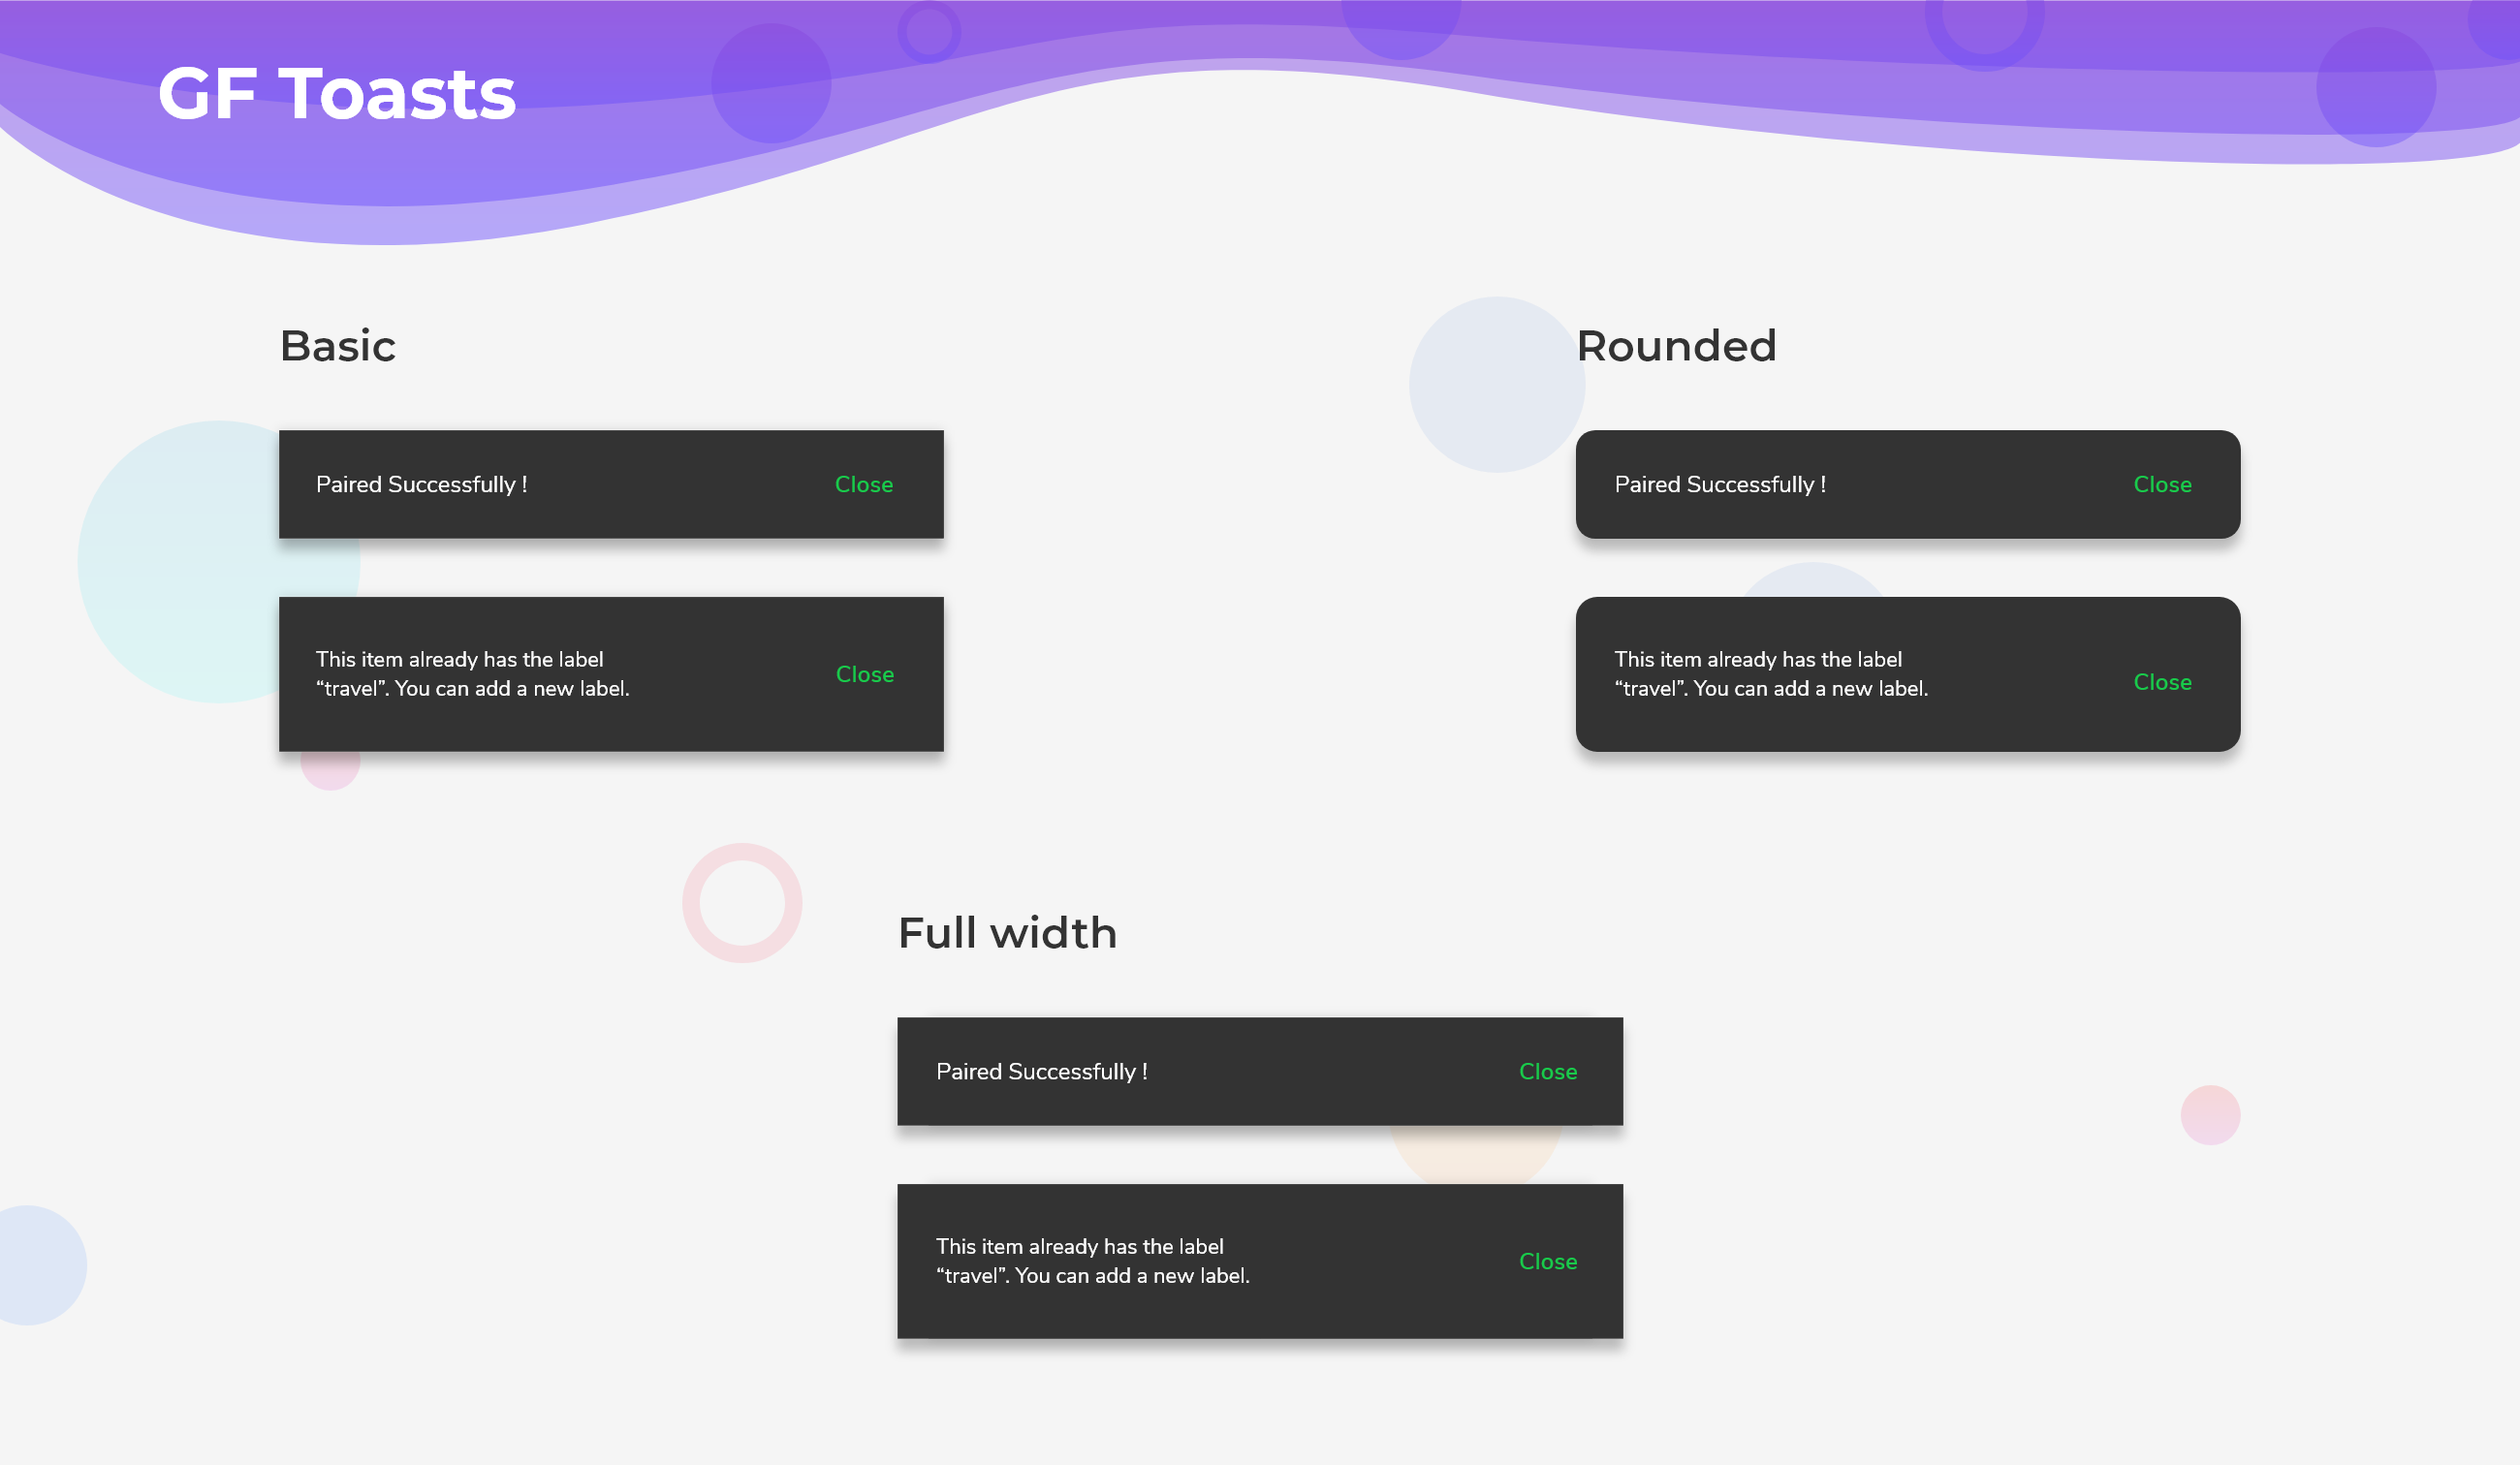 GF Toasts
Basic
Paired Successfully !
Close
This item already has the label
“travel”. You can add a new label.
Close
Rounded
Paired Successfully !
Close
This item already has the label
“travel”. You can add a new label.
Close
Full width
Paired Successfully !
Close
This item already has the label
“travel”. You can add a new label.
Close